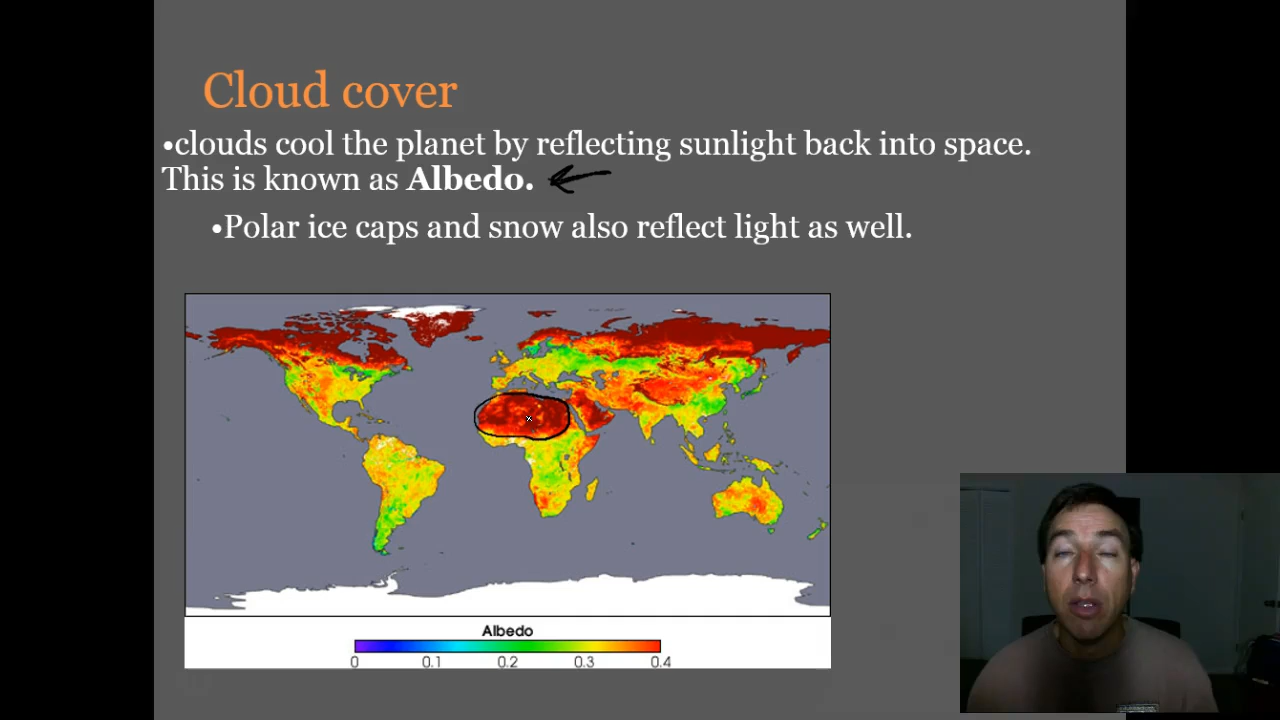 Cloud cover
•clouds cool the planet by reflecting sunlight back into space.
This is known as Albedo.
•Polar ice caps and snow also reflect light as well.
Albedo
0 0.1 0.2 0.3 0.4